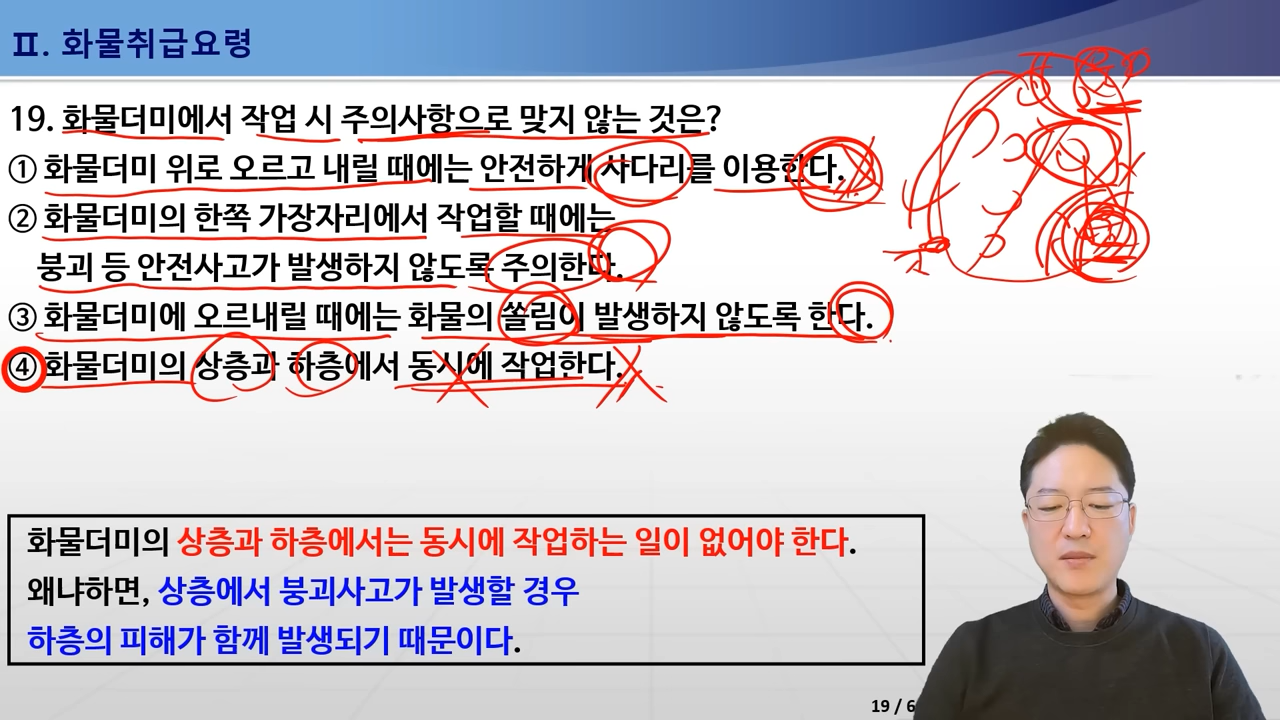 Ⅱ. 화물취급요령
19. 화물더미에서 작업 시 주의사항으로 맞지 않는 것은?
① 화물더미 위로 오르고 내릴 때에는 안전하게 사다리를 이용한다.
② 화물더미의 한쪽 가장자리에서 작업할 때에는
붕괴 등 안전사고가 발생하지 않도록 주의한다.
③ 화물더미에 오르내릴 때에는 화물의 쏠림이 발생하지 않도록 한다.
④ 화물더미의 상층과 하층에서 동시에 작업한다.
화물더미의 상층과 하층에서는 동시에 작업하는 일이 없어야 한다.
왜냐하면, 상층에서 붕괴사고가 발생할 경우
하층의 피해가 함께 발생되기 때문이다.
19 / 6